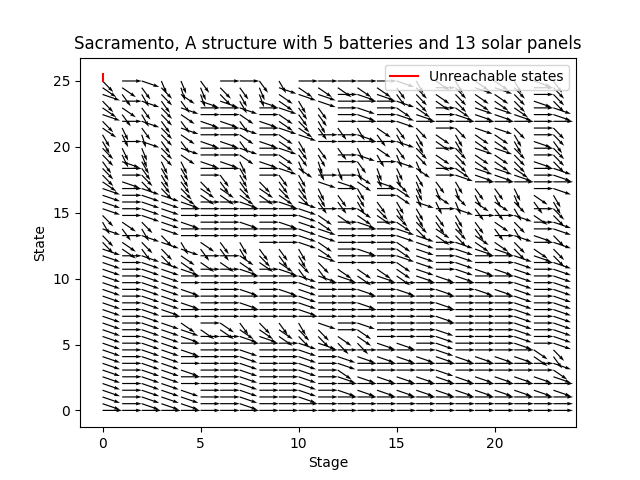 Sacramento, A structure with 5 batteries and 13 solar panels
Unreachable states
25
20
15
10
5
0
State
0 5 10 15 20
Stage